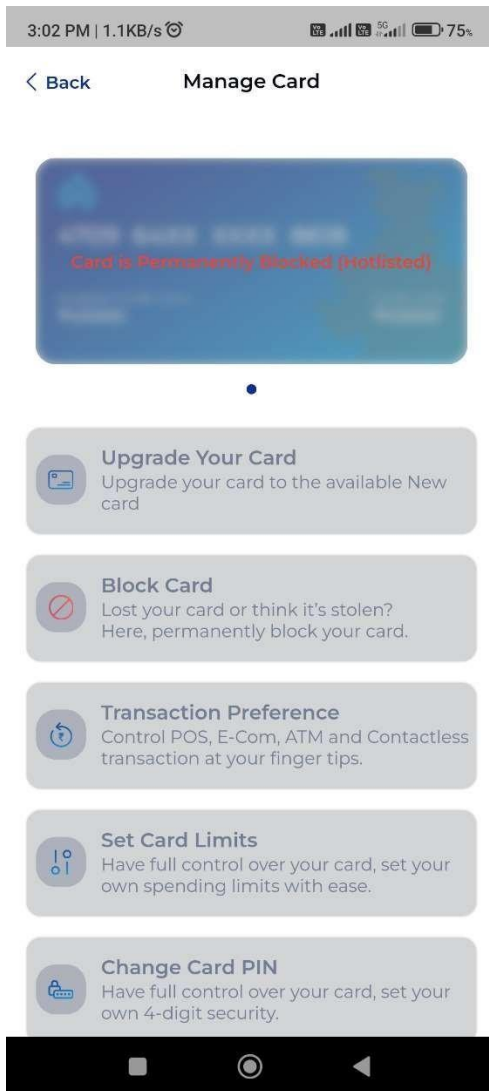 3:02 PM | 1.1KB/s
5G
75%
Back
Manage Card
Card is Permanently Blocked (Hotlisted)
Upgrade Your Card
Upgrade your card to the available New
card
Block Card
Lost your card or think it's stolen?
Here, permanently block your card.
Transaction Preference
Control POS, E-Com, ATM and Contactless
transaction at your finger tips.
Set Card Limits
Have full control over your card, set your
own spending limits with ease.
Change Card PIN
Have full control over your card, set your
own 4-digit security.